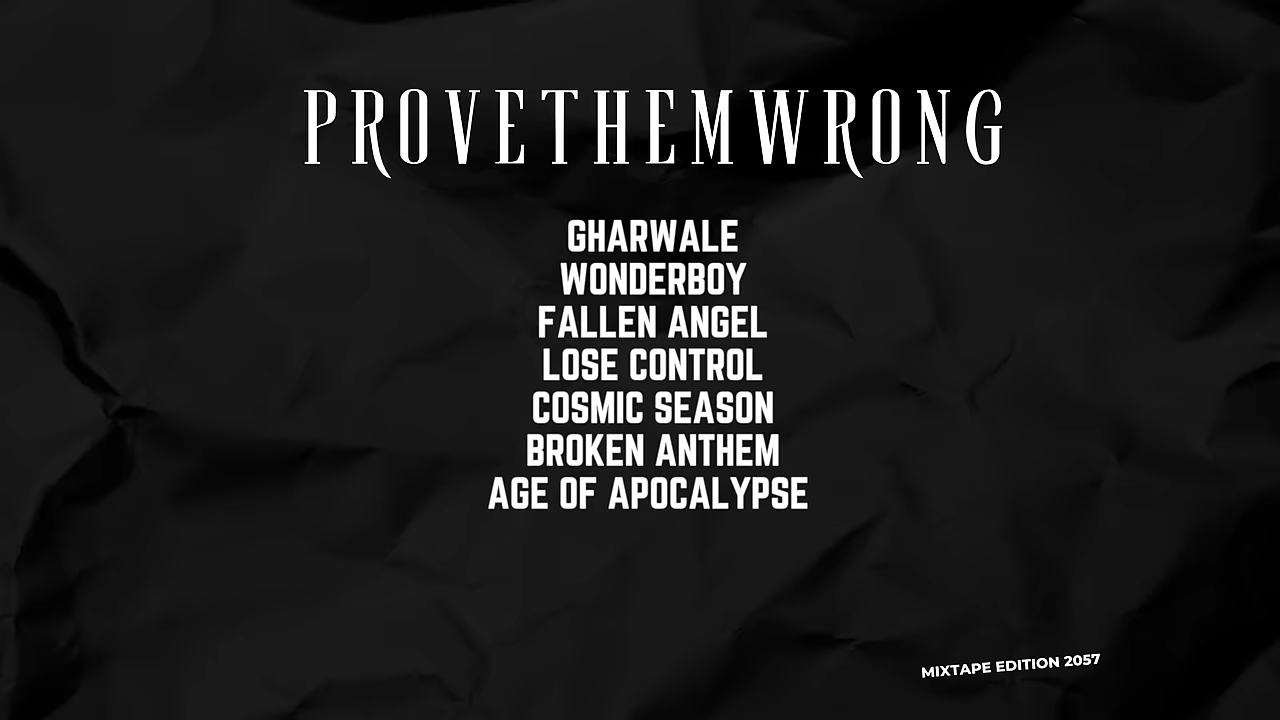 PROVETHEMWRONG
GHARWALE
WONDERBOY
FALLEN ANGEL
LOSE CONTROL
COSMIC SEASON
BROKEN ANTHEM
AGE OF APOCALYPSE
MIXTAPE EDITION 2057